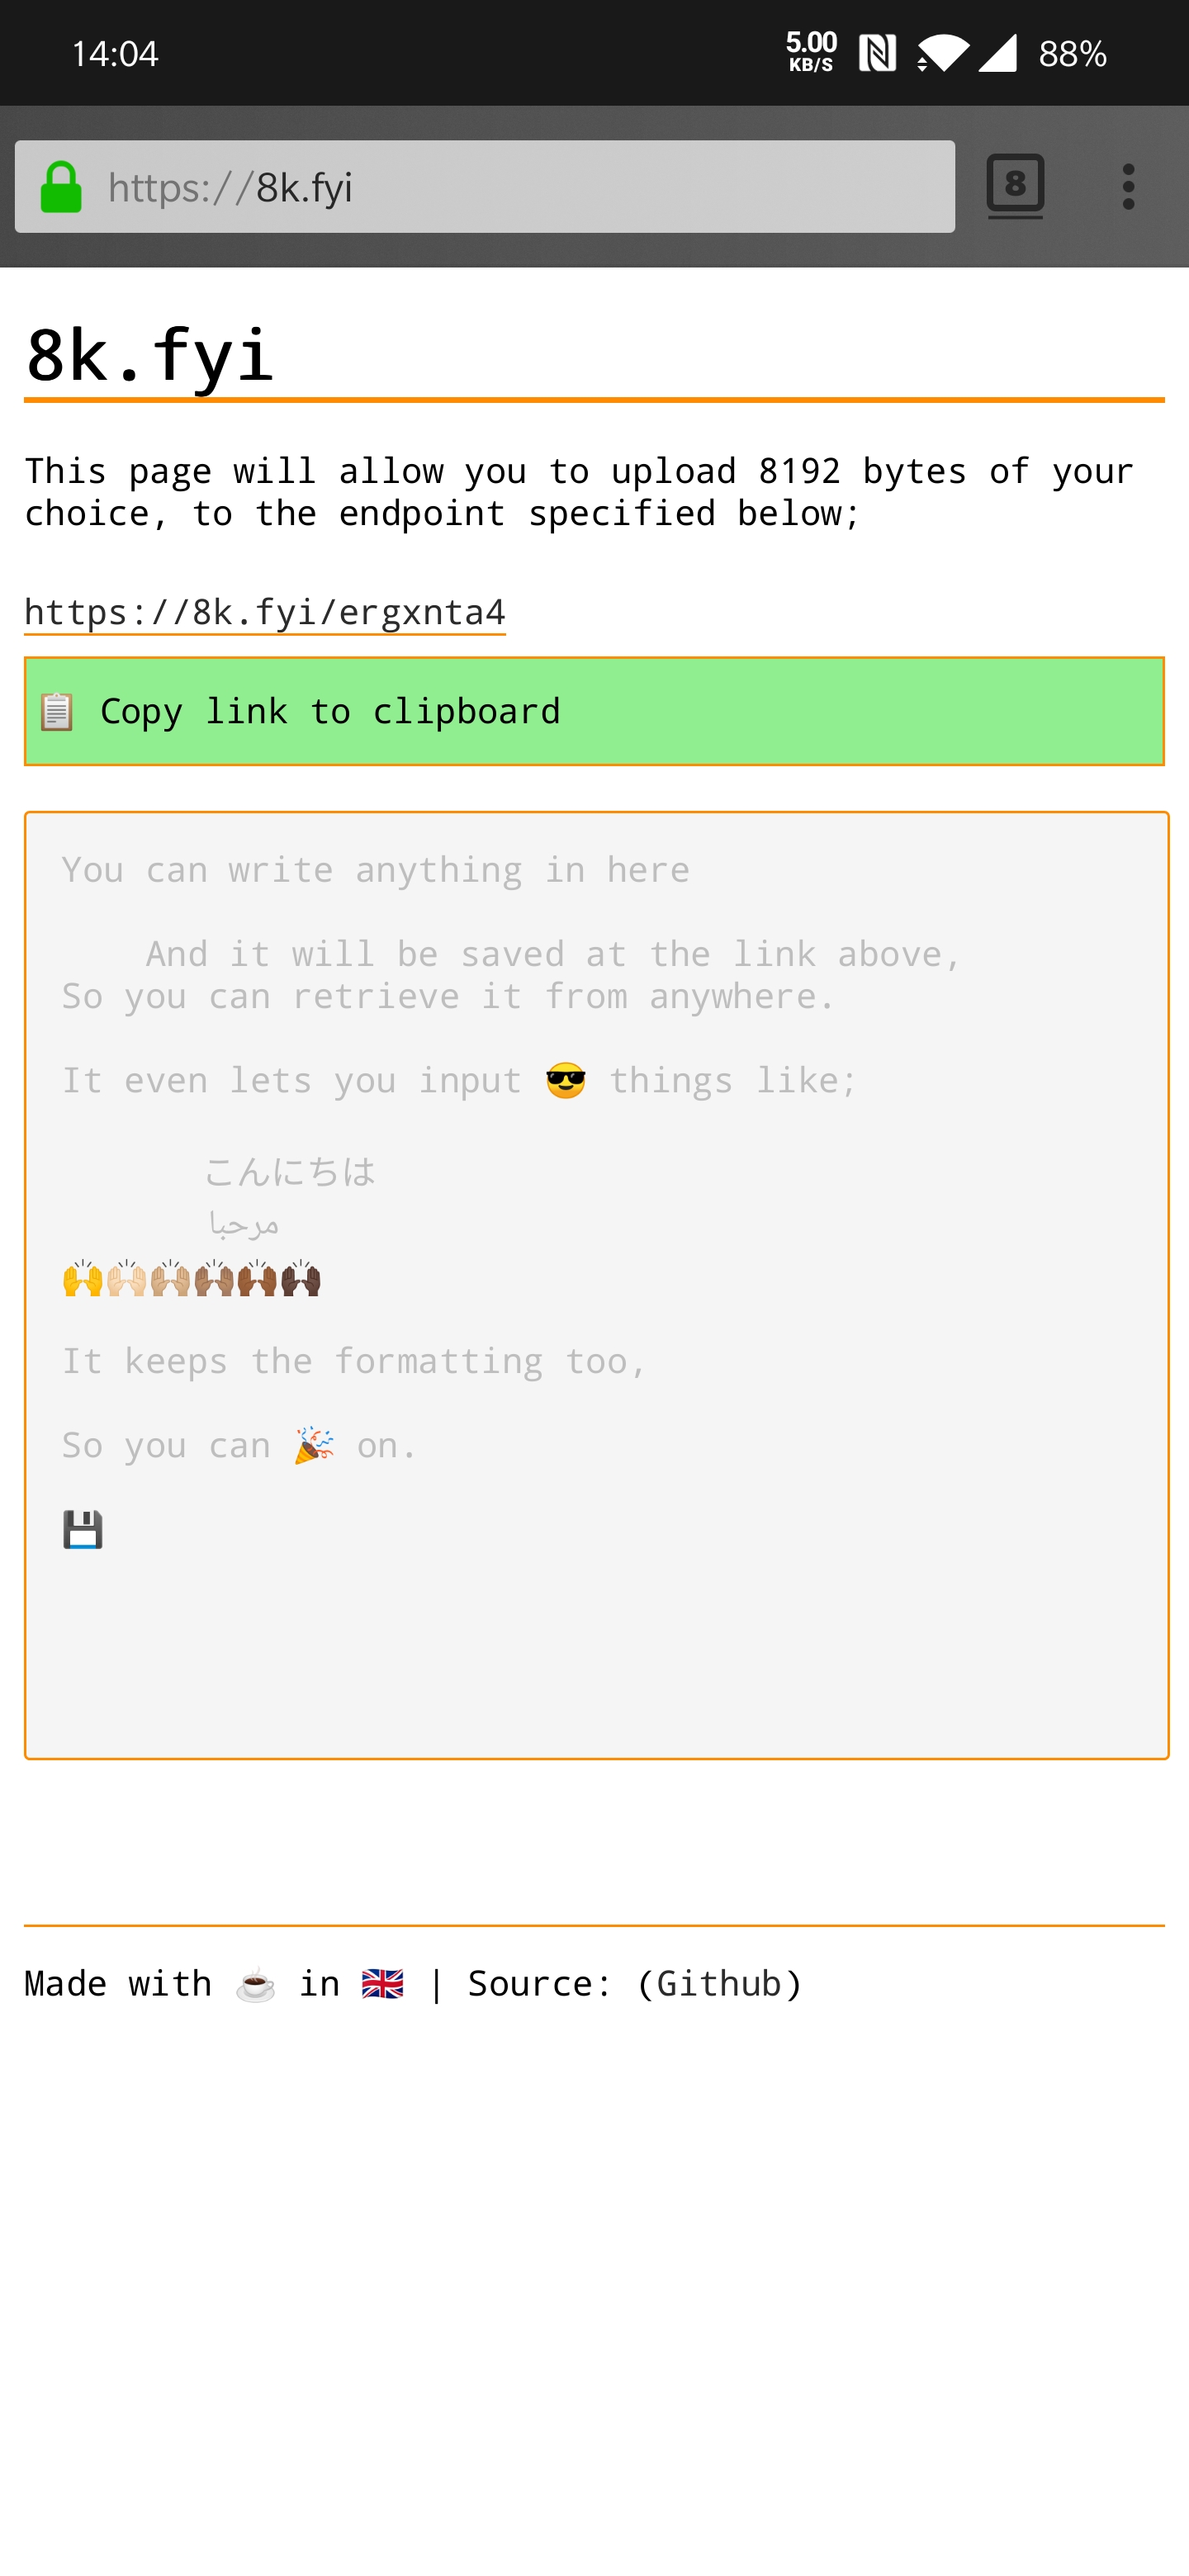 14:04 5.00 KB/S 88%
https://8k.fyi 8
8k.fyi
This page will allow you to upload 8192 bytes of your
choice, to the endpoint specified below;
https://8k.fyi/ergxnta4
📋 Copy link to clipboard
You can write anything in here
And it will be saved at the link above,
So you can retrieve it from anywhere.
It even lets you input 😎 things like;
こんにちは
مرحبا
🙌🙌🏻🙌🏼🙌🏽🙌🏾🙌🏿
It keeps the formatting too,
So you can 🎉 on.
💾
Made with ☕ in 🇬🇧 | Source: (Github)